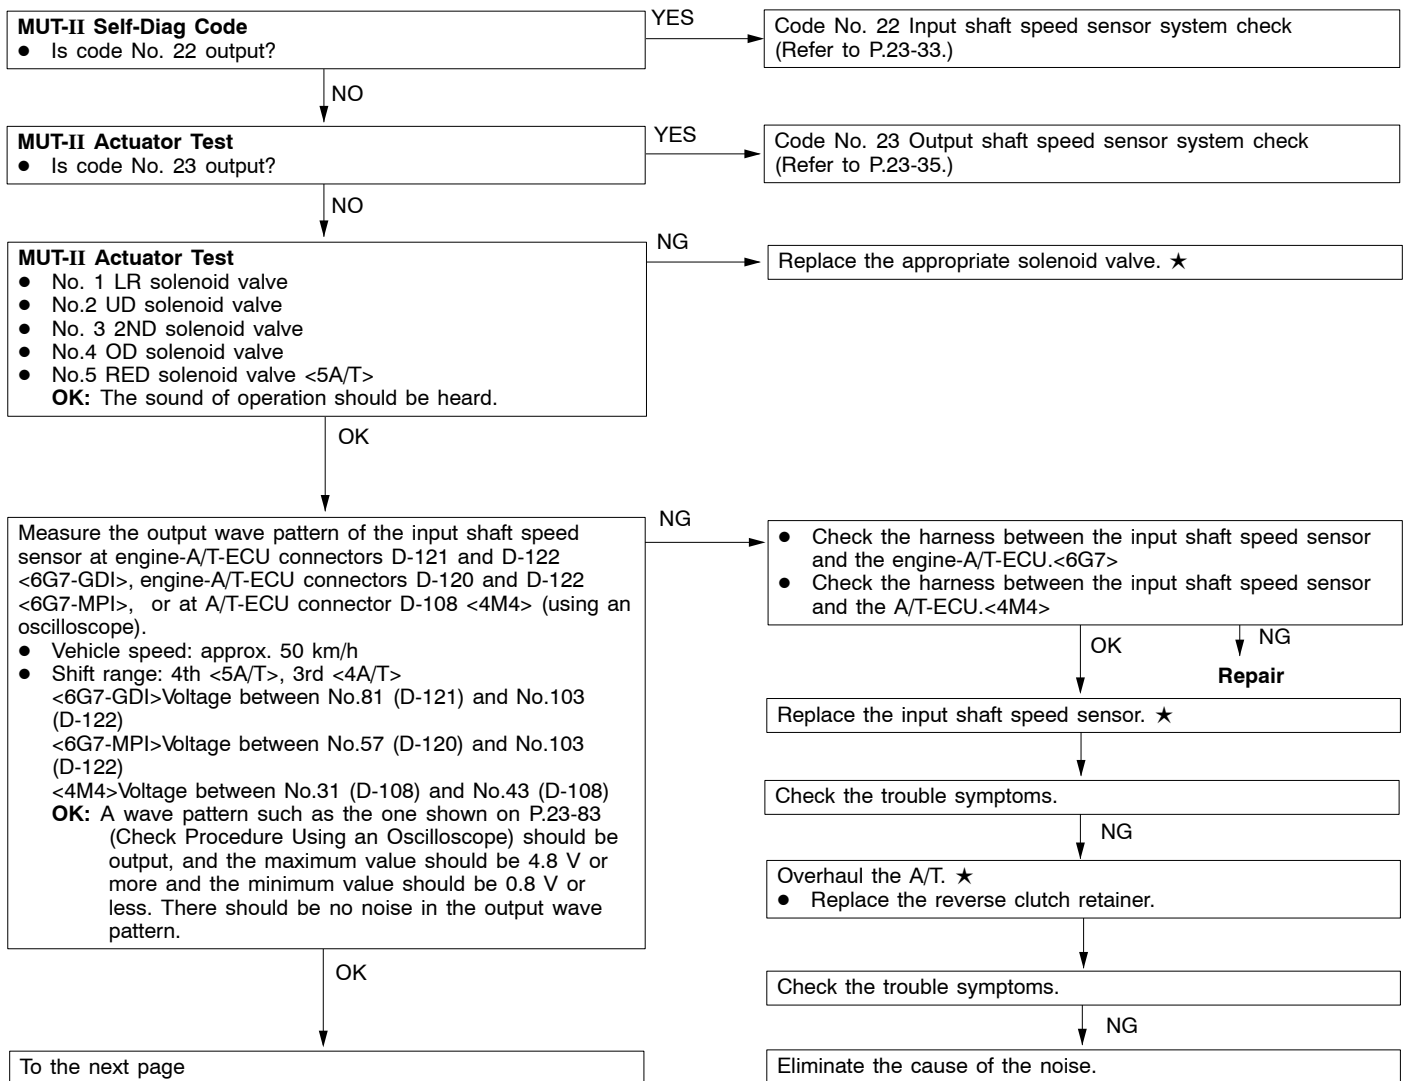 MUT-II Self-Diag Code
● Is code No. 22 output?
YES
Code No. 22 Input shaft speed sensor system check
(Refer to P.23-33.)
NO
MUT-II Actuator Test
● Is code No. 23 output?
YES
Code No. 23 Output shaft speed sensor system check
(Refer to P.23-35.)
NO
MUT-II Actuator Test
● No. 1 LR solenoid valve
● No.2 UD solenoid valve
● No. 3 2ND solenoid valve
● No.4 OD solenoid valve
● No.5 RED solenoid valve <5A/T>
OK: The sound of operation should be heard.
NG
Replace the appropriate solenoid valve. ★
OK
Measure the output wave pattern of the input shaft speed
sensor at engine-A/T-ECU connectors D-121 and D-122
<6G7-GDI>, engine-A/T-ECU connectors D-120 and D-122
<6G7-MPI>, or at A/T-ECU connector D-108 <4M4> (using an
oscilloscope).
● Vehicle speed: approx. 50 km/h
● Shift range: 4th <5A/T>, 3rd <4A/T>
<6G7-GDI>Voltage between No.81 (D-121) and No.103
(D-122)
<6G7-MPI>Voltage between No.57 (D-120) and No.103
(D-122)
<4M4>Voltage between No.31 (D-108) and No.43 (D-108)
OK: A wave pattern such as the one shown on P.23-83
(Check Procedure Using an Oscilloscope) should be
output, and the maximum value should be 4.8 V or
more and the minimum value should be 0.8 V or
less. There should be no noise in the output wave
pattern.
NG
● Check the harness between the input shaft speed sensor
and the engine-A/T-ECU.<6G7>
● Check the harness between the input shaft speed sensor
and the A/T-ECU.<4M4>
OK
NG
Repair
Replace the input shaft speed sensor. ★
Check the trouble symptoms.
NG
Overhaul the A/T. ★
● Replace the reverse clutch retainer.
Check the trouble symptoms.
NG
Eliminate the cause of the noise.
OK
To the next page